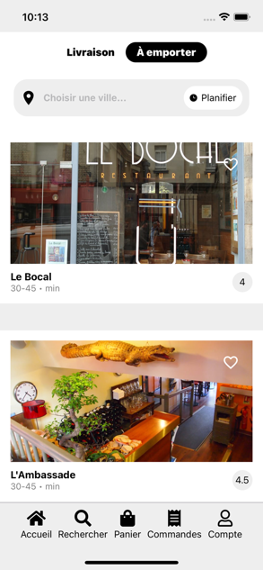 10:13
Livraison À emporter
Choisir une ville... Planifier
LE BOCAL
RESTAURANT
Le Bocal
4
30-45 • min
L'Ambassade
4.5
30-45 • min
Accueil Rechercher Panier Commandes Compte